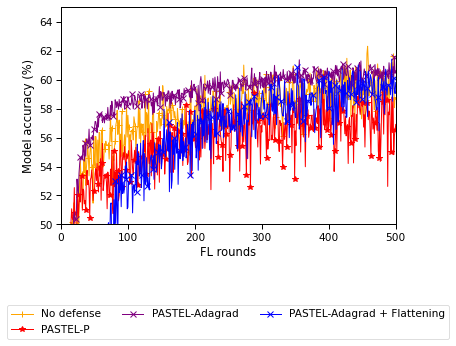 64
62
60
58
56
54
52
50
Model accuracy (%)
0 100 200 300 400 500
FL rounds
No defense PASTEL-Adagrad PASTEL-Adagrad + Flattening
PASTEL-P